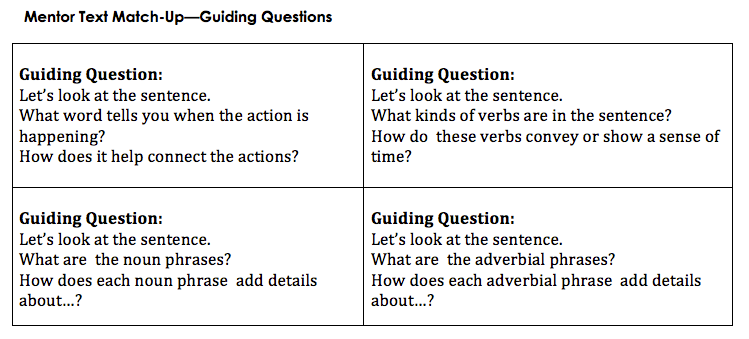 Mentor Text Match-Up—Guiding Questions
Guiding Question:
Let's look at the sentence.
What word tells you when the action is
happening?
How does it help connect the actions?
Guiding Question:
Let's look at the sentence.
What kinds of verbs are in the sentence?
How do  these verbs convey or show a sense of
time?
Guiding Question:
Let's look at the sentence.
What are  the noun phrases?
How does each noun phrase  add details
about...?
Guiding Question:
Let's look at the sentence.
What are  the adverbial phrases?
How does each adverbial phrase  add details
about...?